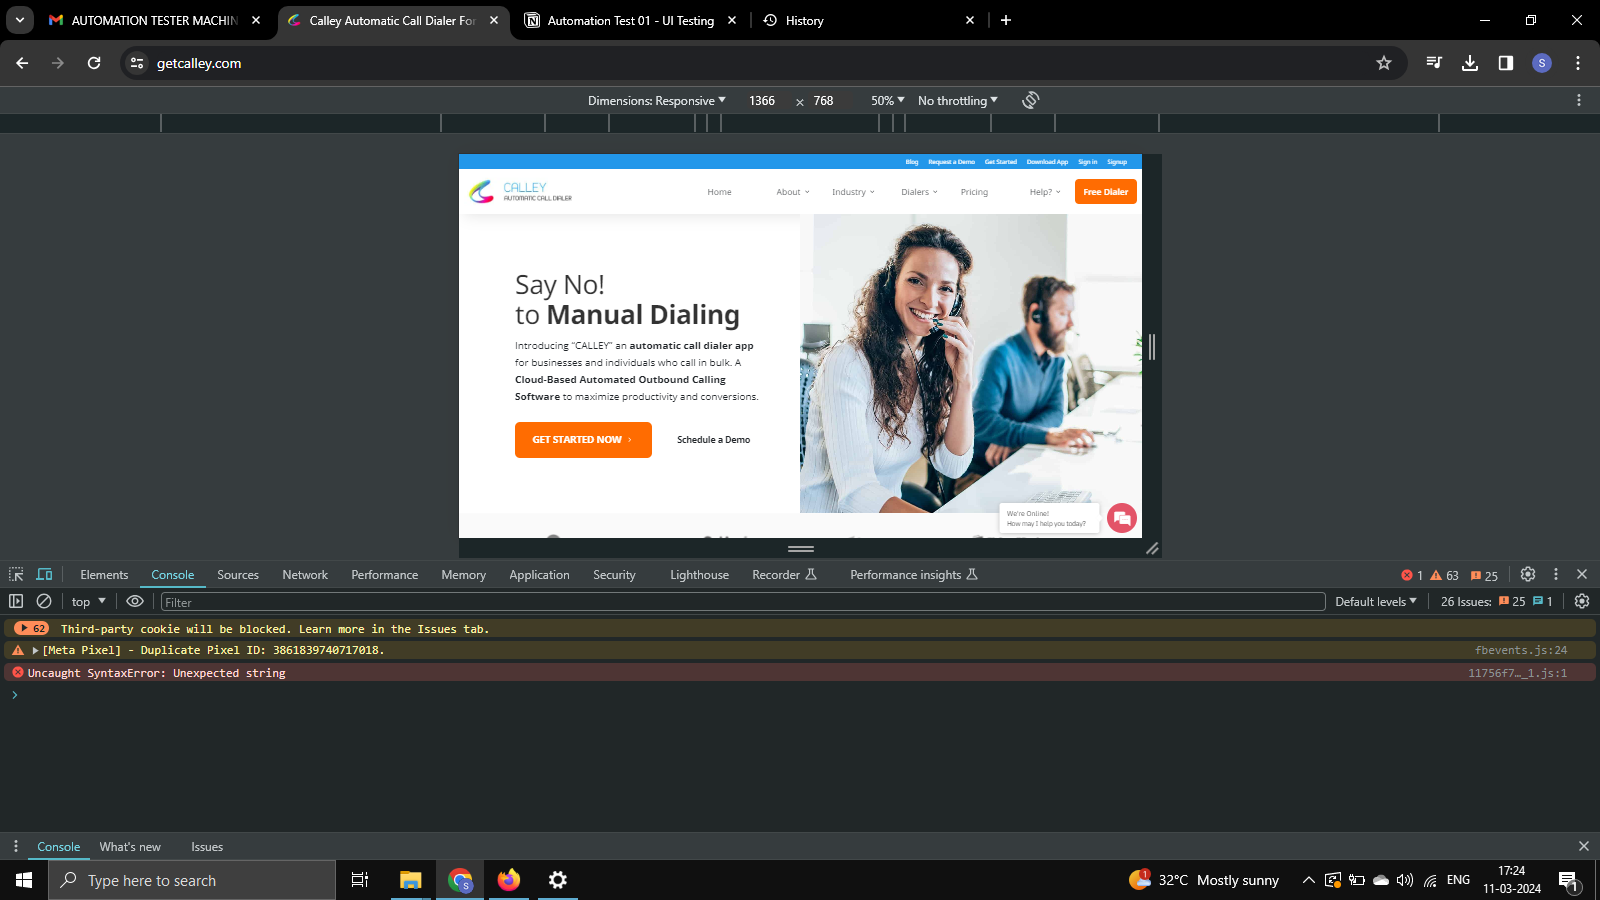 AUTOMATION TESTER MACHIN
Calley Automatic Call Dialer For
Automation Test 01 - UI Testing
History
getcalley.com
S
Dimensions: Responsive 1366 × 768 50% No throttling
Blog Request a Demo Get Started Download App Sign in Signup
CALLEY
AUTOMATIC CALL DIALER
Home About Industry Dialers Pricing Help? Free Dialer
Say No!
to Manual Dialing
Introducing "CALLEY" an automatic call dialer app
for businesses and individuals who call in bulk. A
Cloud-Based Automated Outbound Calling
Software to maximize productivity and conversions.
GET STARTED NOW ›
Schedule a Demo
We're Online!
How may I help you today?
Elements Console Sources Network Performance Memory Application Security Lighthouse Recorder Performance insights 1 63 25
top Filter Default levels 26 Issues: 25 1
62 Third-party cookie will be blocked. Learn more in the Issues tab.
[Meta Pixel] - Duplicate Pixel ID: 3861839740717018. fbevents.js:24
Uncaught SyntaxError: Unexpected string 11756f7…_1.js:1
Console What's new Issues
Type here to search
S
1
32°C Mostly sunny
ENG
17:24
11-03-2024
1